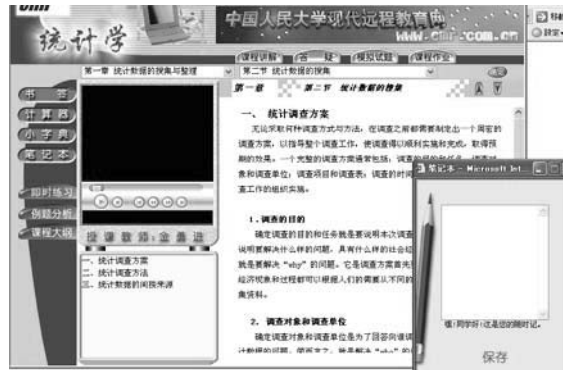 统计学
中国人民大学现代远程教育网
www.cmr.com.cn
课程讲解
答 疑
模拟试题
课程作业
第一章 统计数据的搜集与整理
第二节 统计数据的搜集
书 签
计 算 器
小 字 典
笔 记 本
即时练习
例题分析
课程大纲
授 课 教 师:金 勇 进
一、统计调查方案
二、统计调查方法
三、统计数据的间接来源
第一章 第二节 统计数据的搜集
一、 统计调查方案
无论采取何种调查方式与方法,在调查之前都需要制定出一个周密的
调查方案,以指导整个调查工作,使调查得以顺利实施和完成,取得预
期的效果。一个完整的调查方案通常包括:调查的目的和任务,调查对
象和调查单位;调查项目和调查表;调查的时间
查工作的组织实施。
1.调查的目的
确定调查的目的和任务就是要说明本次调查
说明要解决什么样的问题,具有什么样的社会经
就是要解决“why”的问题。它是调查方案首先
经济现象和过程都可以根据人们的需要从不同的
集资料。
2. 调查对象和调查单位
确定调查对象和调查单位是为了回答向谁调
计数据的问题。简而言之,就是解决“who”的
笔记本 - Microsoft Int...
嗨!同学好!这是您的随时记。
保存